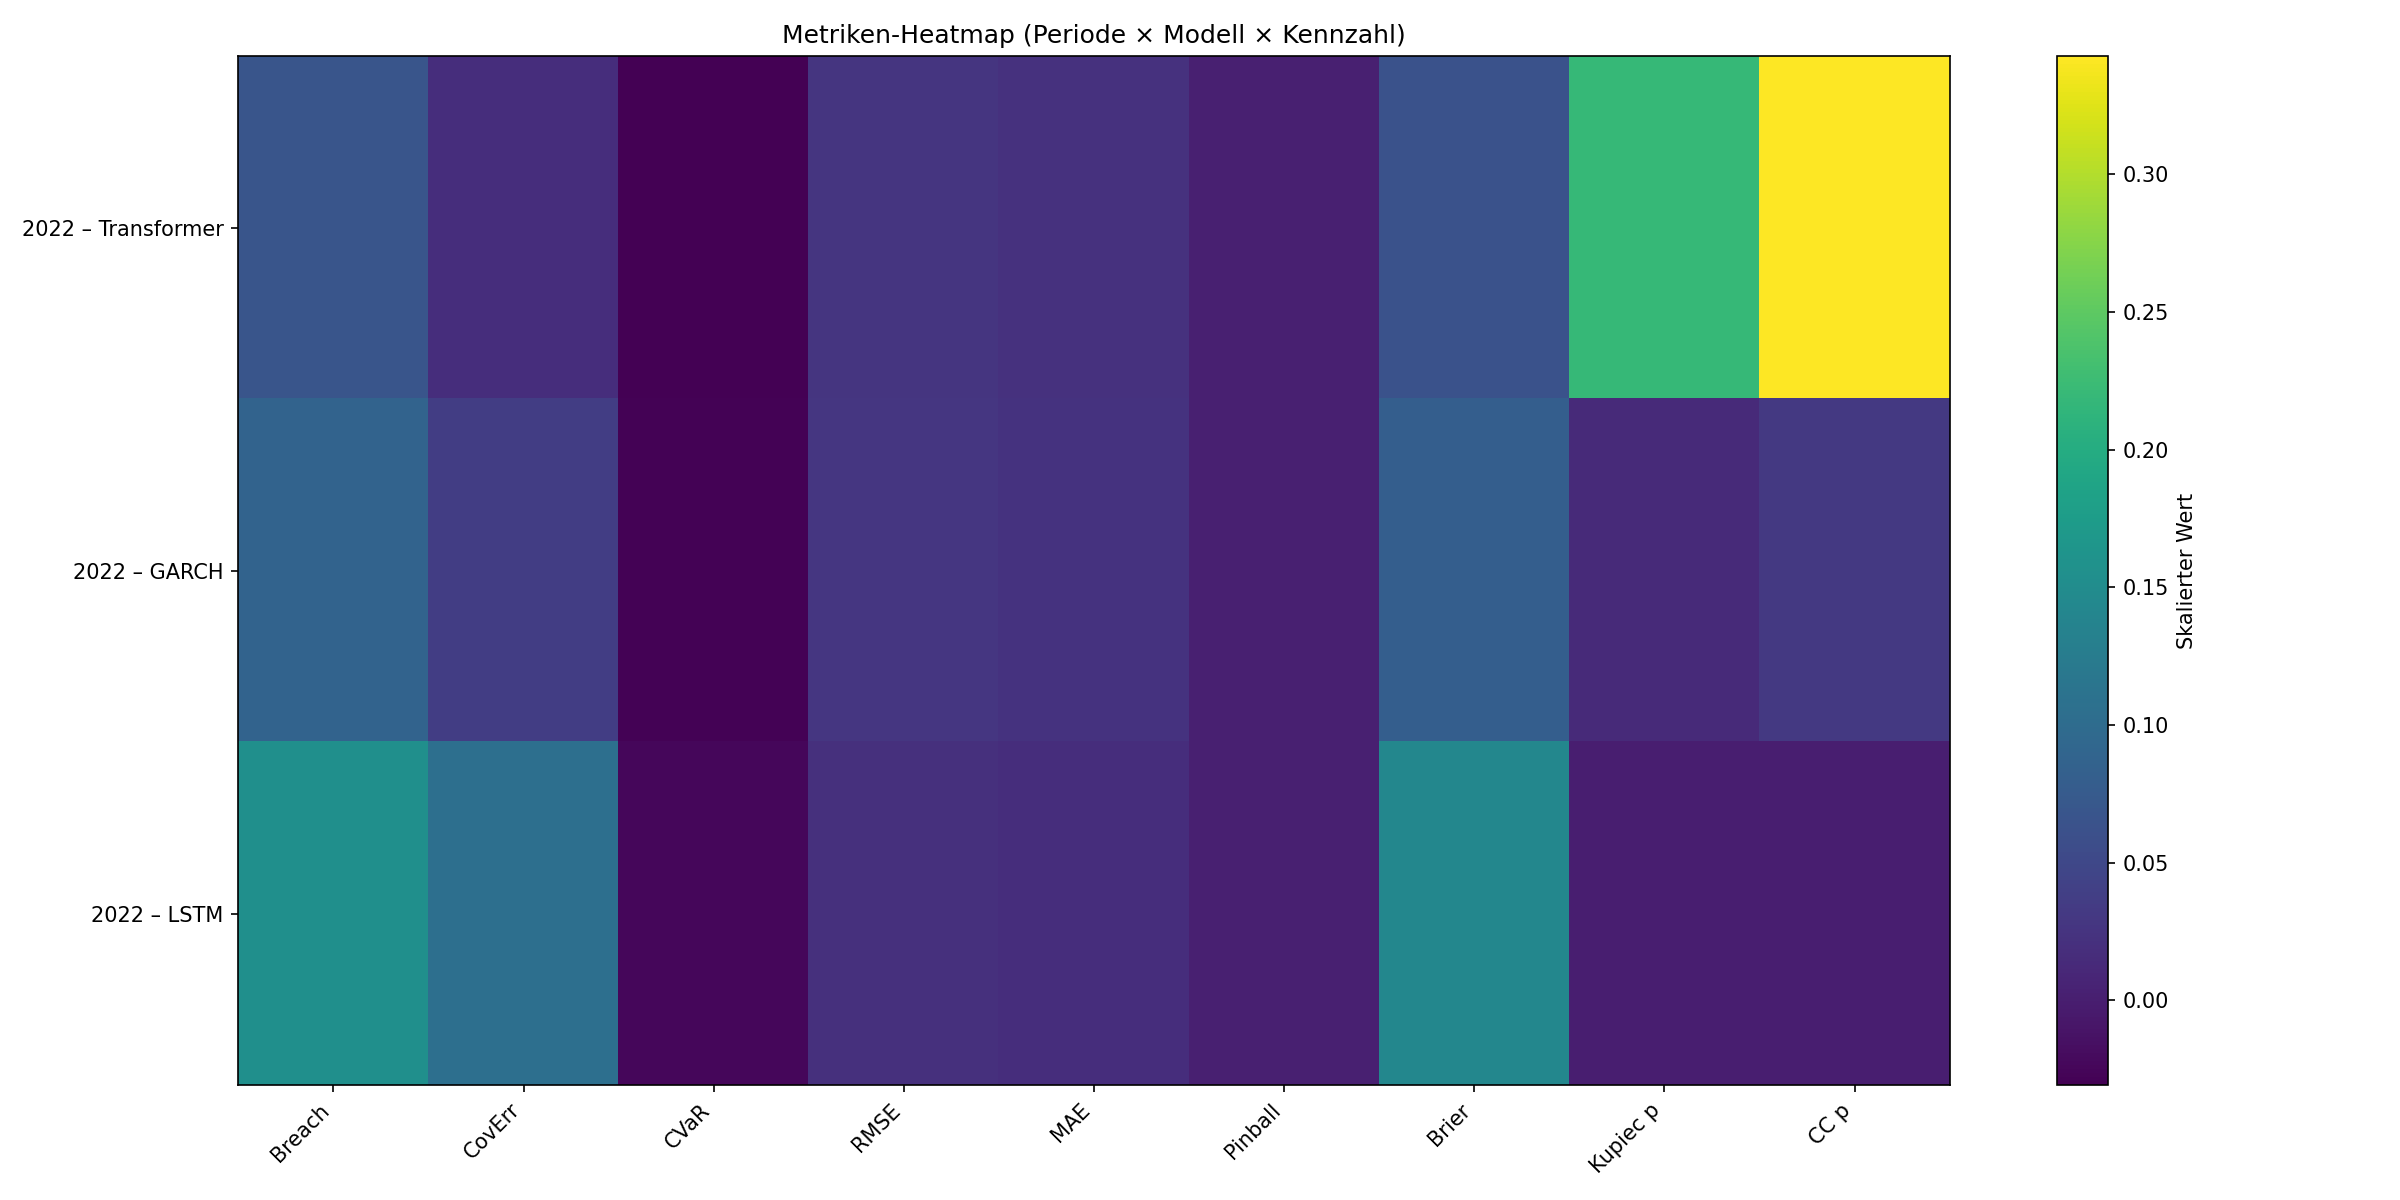 Metriken-Heatmap (Periode × Modell × Kennzahl)
2022 – Transformer
2022 – GARCH
2022 – LSTM
Breach
CovErr
CVaR
RMSE
MAE
Pinball
Brier
Kupiec p
CC p
0.30
0.25
0.20
0.15
0.10
0.05
0.00
Skalierter Wert